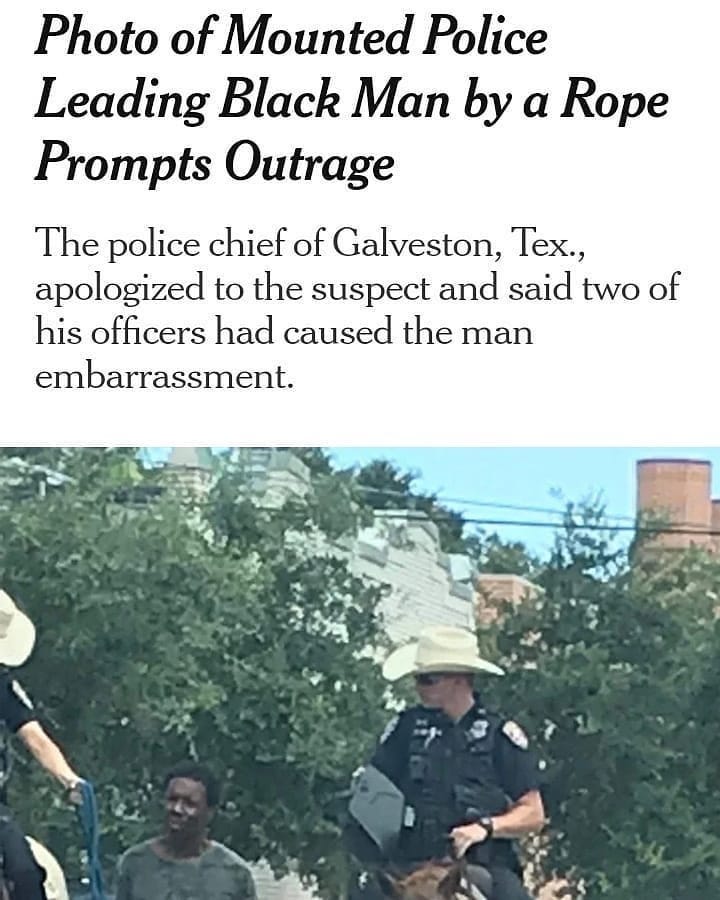 Photo of Mounted Police
Leading Black Man by a Rope
Prompts Outrage
The police chief of Galveston, Tex.,
apologized to the suspect and said two of
his officers had caused the man
embarrassment.